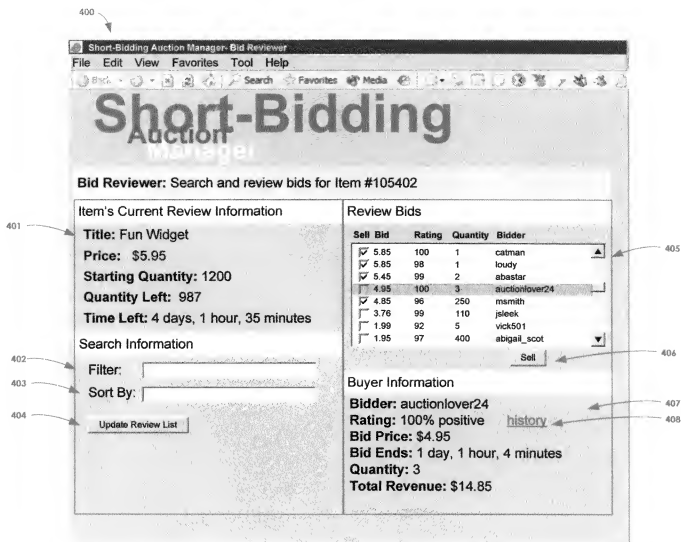 400
Short-Bidding Auction Manager- Bid Reviewer
File Edit View Favorites Tool Help
Back Search Favorites Media
Short-Bidding
Auction
Manager
Bid Reviewer: Search and review bids for Item #105402
Item's Current Review Information
401
Title: Fun Widget
Price: $5.95
Starting Quantity: 1200
Quantity Left: 987
Time Left: 4 days, 1 hour, 35 minutes
Search Information
402
Filter:
403
Sort By:
404
Update Review List
Review Bids
Sell Bid Rating Quantity Bidder
5.85 100 1 catman
405
5.85 98 1 loudy
5.45 99 2 abastar
4.95 100 3 auctionlover24
4.85 96 250 msmith
3.76 99 110 jsleek
1.99 92 5 vick501
1.95 97 400 abigail_scot
Sell
406
Buyer Information
Bidder: auctionlover24
407
Rating: 100% positive history
408
Bid Price: $4.95
Bid Ends: 1 day, 1 hour, 4 minutes
Quantity: 3
Total Revenue: $14.85